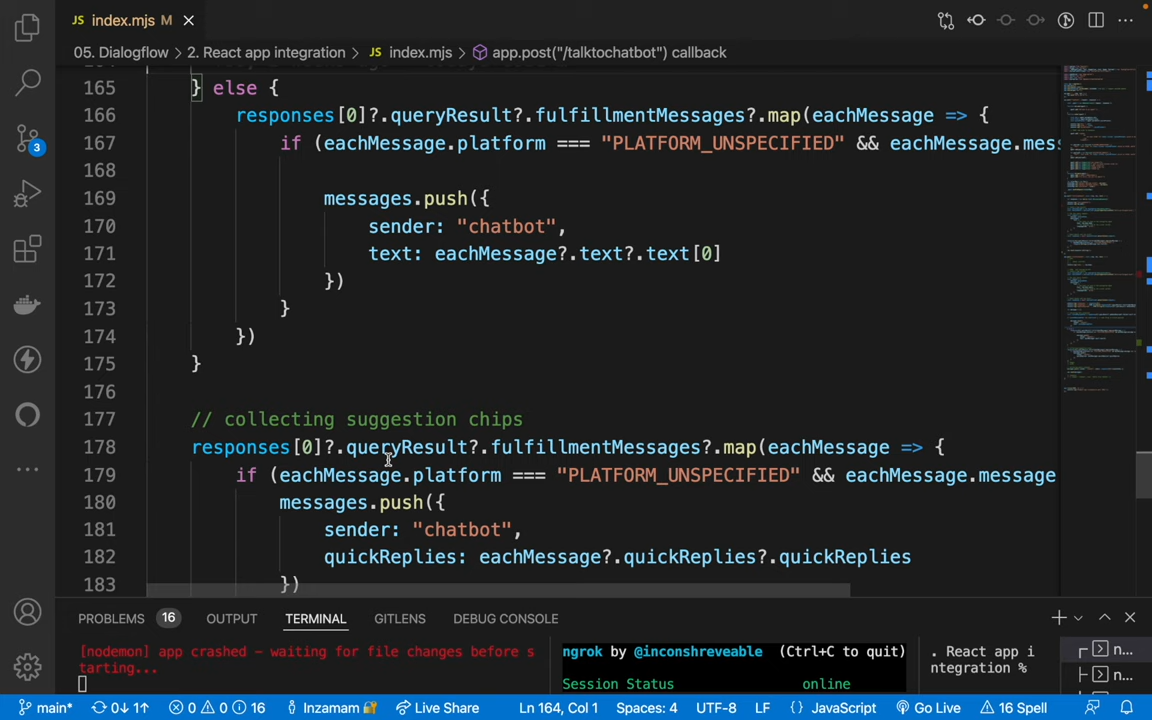 JS index.mjs M
05. Dialogflow > 2. React app integration > JS index.mjs > app.post("/talktochatbot") callback
165 } else {
166 responses[0]?.queryResult?.fulfillmentMessages?.map(eachMessage => {
167 if (eachMessage.platform === "PLATFORM_UNSPECIFIED" && eachMessage.mess
168
169 messages.push({
170 sender: "chatbot",
171 text: eachMessage?.text?.text[0]
172 })
173 }
174 })
175 }
176
177 // collecting suggestion chips
178 responses[0]?.queryResult?.fulfillmentMessages?.map(eachMessage => {
179 if (eachMessage.platform === "PLATFORM_UNSPECIFIED" && eachMessage.message
180 messages.push({
181 sender: "chatbot",
182 quickReplies: eachMessage?.quickReplies?.quickReplies
183 })
3
PROBLEMS 16 OUTPUT TERMINAL GITLENS DEBUG CONSOLE
[nodemon] app crashed - waiting for file changes before s
tarting...
ngrok by @inconshreveable (Ctrl+C to quit)
Session Status online
. React app i
ntegration %
n...
n...
main* 0↓ 1↑ 0 0 16 Inzamam Live Share Ln 164, Col 1 Spaces: 4 UTF-8 LF {} JavaScript Go Live 16 Spell